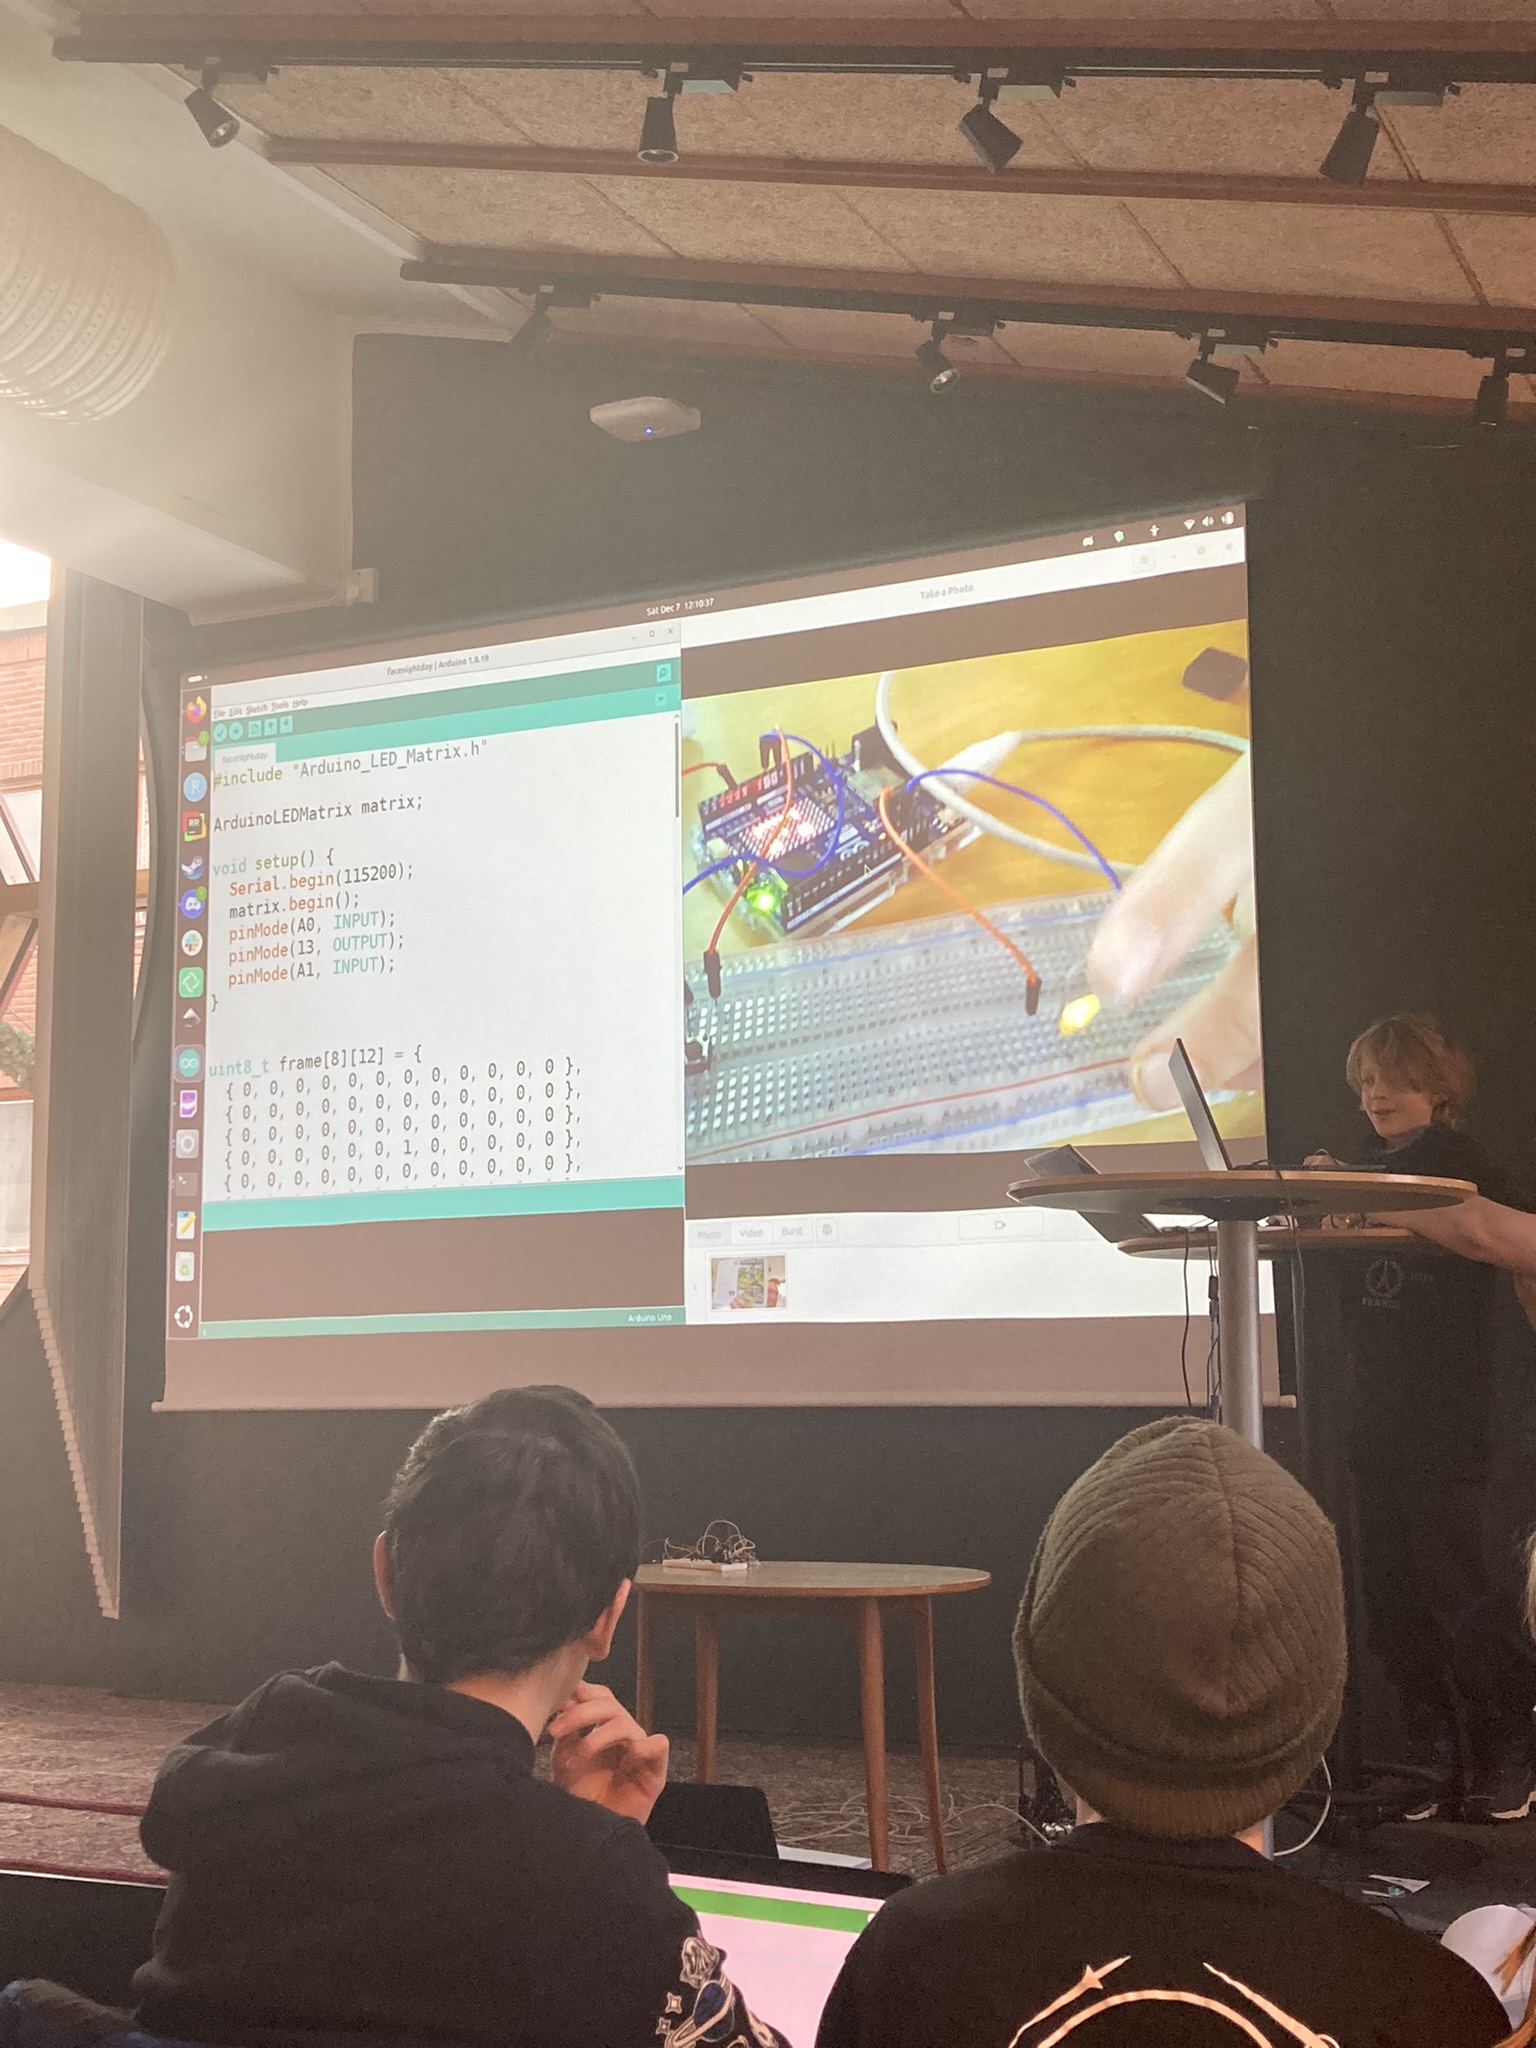 Sat Dec 7 12:10:37
facenightday | Arduino 1.8.19
File Edit Sketch Tools Help
facenightday
#include "Arduino_LED_Matrix.h"
ArduinoLEDMatrix matrix;
void setup() {
Serial.begin(115200);
matrix.begin();
pinMode(A0, INPUT);
pinMode(13, OUTPUT);
pinMode(A1, INPUT);
}
uint8_t frame[8][12] = {
{ 0, 0, 0, 0, 0, 0, 0, 0, 0, 0, 0, 0 },
{ 0, 0, 0, 0, 0, 0, 0, 0, 0, 0, 0, 0 },
{ 0, 0, 0, 0, 0, 0, 0, 0, 0, 0, 0, 0 },
{ 0, 0, 0, 0, 0, 0, 1, 0, 0, 0, 0, 0 },
{ 0, 0, 0, 0, 0, 0, 0, 0, 0, 0, 0, 0 },
Arduino Uno
Take a Photo
Photo Video Burst
FRANCE